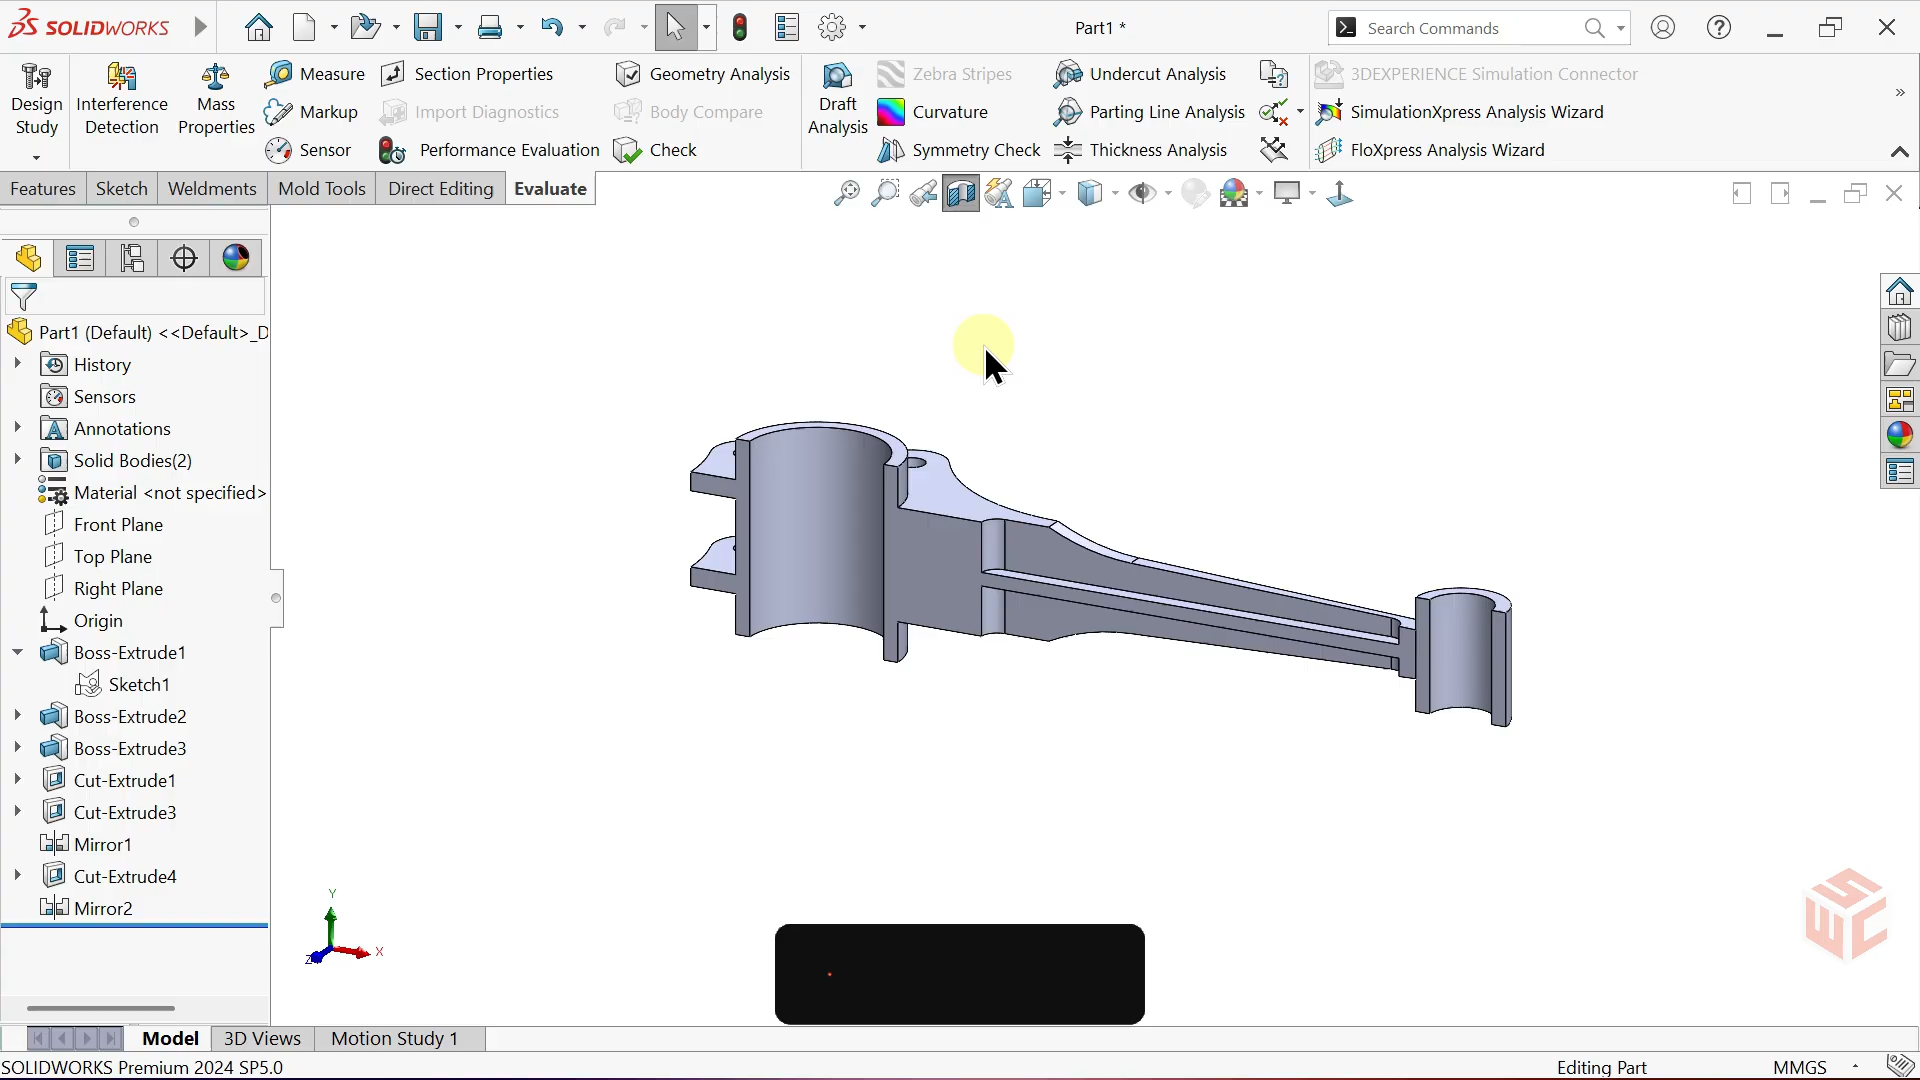 SOLIDWORKS
Part1 *
Search Commands
Design Study
Interference Detection
Mass Properties
Measure
Markup
Sensor
Section Properties
Import Diagnostics
Performance Evaluation
Geometry Analysis
Body Compare
Check
Draft Analysis
Zebra Stripes
Curvature
Symmetry Check
Undercut Analysis
Parting Line Analysis
Thickness Analysis
3DEXPERIENCE Simulation Connector
SimulationXpress Analysis Wizard
FloXpress Analysis Wizard
Features
Sketch
Weldments
Mold Tools
Direct Editing
Evaluate
Part1 (Default) <<Default>_D
History
Sensors
Annotations
Solid Bodies(2)
Material <not specified>
Front Plane
Top Plane
Right Plane
Origin
Boss-Extrude1
Sketch1
Boss-Extrude2
Boss-Extrude3
Cut-Extrude1
Cut-Extrude3
Mirror1
Cut-Extrude4
Mirror2
Y
X
Z
SWC
Model
3D Views
Motion Study 1
SOLIDWORKS Premium 2024 SP5.0
Editing Part
MMGS